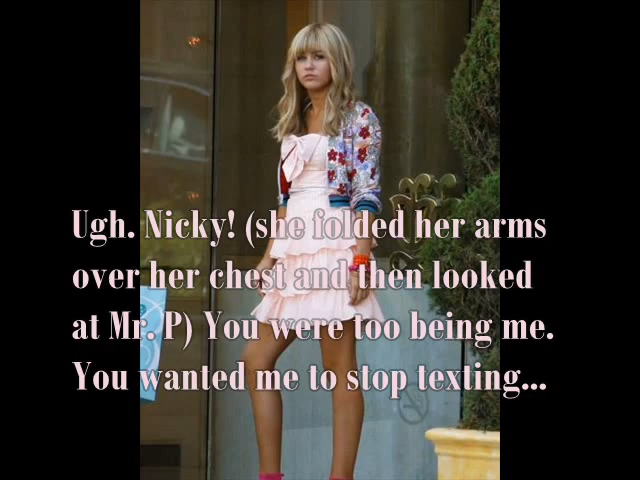 Ugh. Nicky! (she folded her arms
over her chest and then looked
at Mr. P) You were too being me.
You wanted me to stop texting...